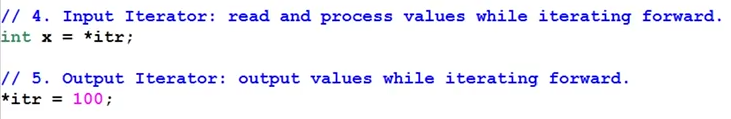 // 4. Input Iterator: read and process values while iterating forward.
int x = *itr;
// 5. Output Iterator: output values while iterating forward.
*itr = 100;